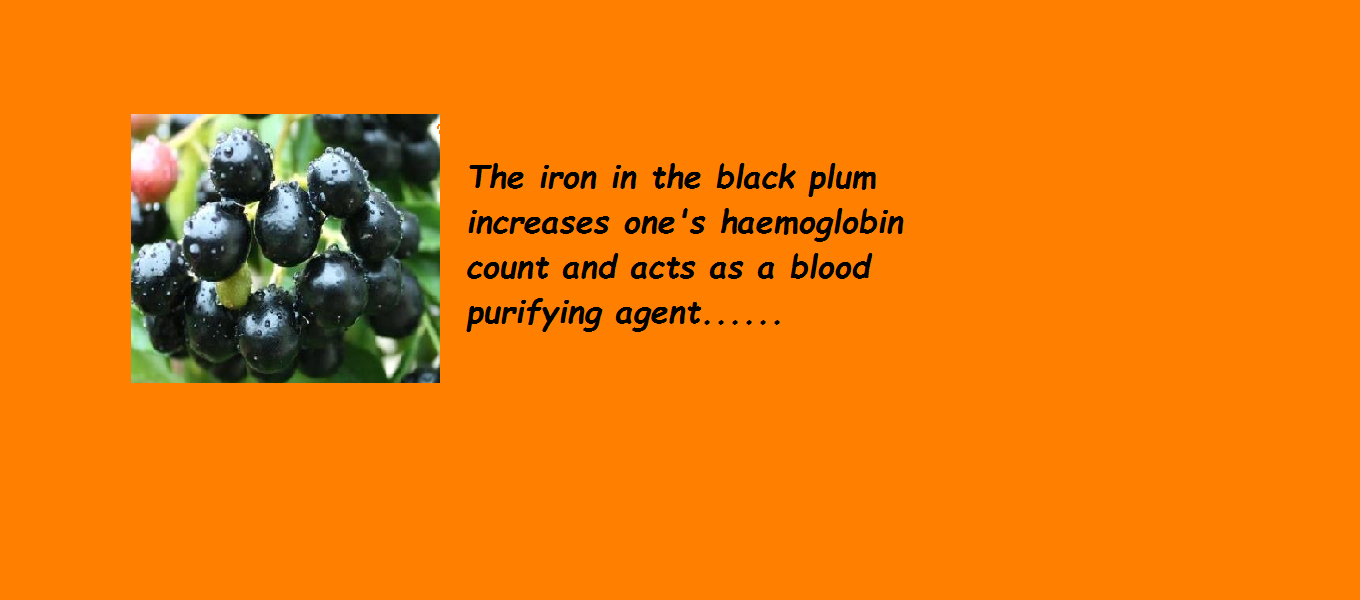 The iron in the black plum
increases one's haemoglobin
count and acts as a blood
purifying agent......